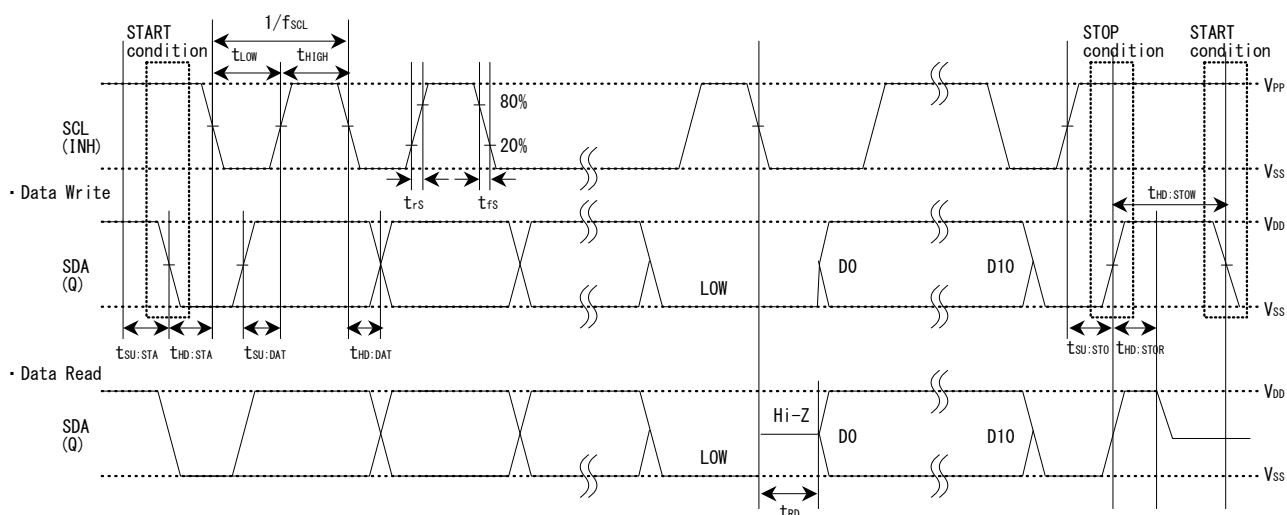 START
condition
1/fSCL
tLOW
tHIGH
STOP
condition
START
condition
SCL
(INH)
80%
20%
VPP
VSS
trS
tfS
・Data Write
tHD:STOW
SDA
(Q)
LOW
D0
D10
VDD
VSS
tSU:STA
tHD:STA
tSU:DAT
tHD:DAT
tSU:STO
tHD:STOR
・Data Read
SDA
(Q)
LOW
Hi-Z
D0
D10
VDD
VSS
tRD